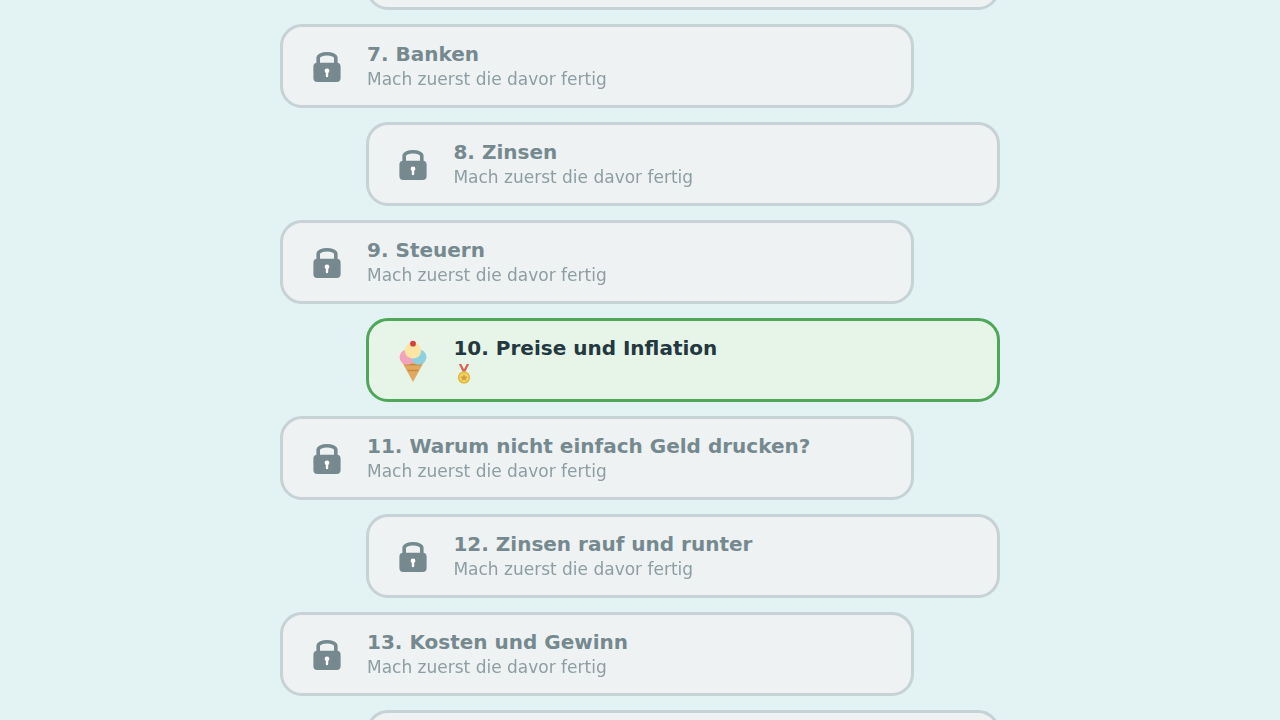 7. Banken
Mach zuerst die davor fertig
8. Zinsen
Mach zuerst die davor fertig
9. Steuern
Mach zuerst die davor fertig
10. Preise und Inflation
11. Warum nicht einfach Geld drucken?
Mach zuerst die davor fertig
12. Zinsen rauf und runter
Mach zuerst die davor fertig
13. Kosten und Gewinn
Mach zuerst die davor fertig